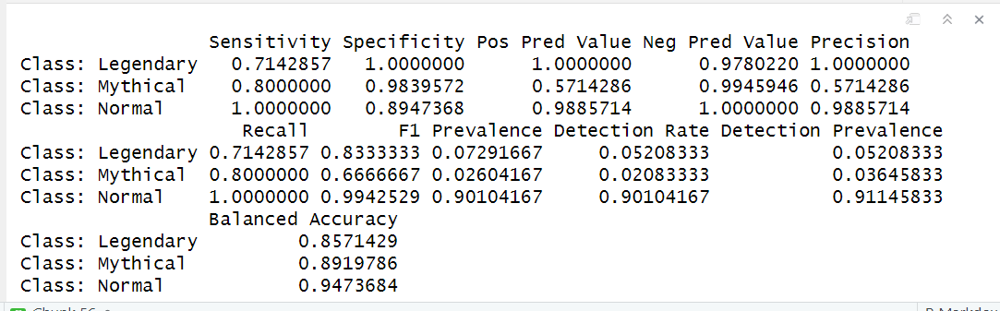 Sensitivity Specificity Pos Pred Value Neg Pred Value Precision
Class: Legendary 0.7142857 1.0000000 1.0000000 0.9780220 1.0000000
Class: Mythical 0.8000000 0.9839572 0.5714286 0.9945946 0.5714286
Class: Normal 1.0000000 0.8947368 0.9885714 1.0000000 0.9885714
Recall F1 Prevalence Detection Rate Detection Prevalence
Class: Legendary 0.7142857 0.8333333 0.07291667 0.05208333 0.05208333
Class: Mythical 0.8000000 0.6666667 0.02604167 0.02083333 0.03645833
Class: Normal 1.0000000 0.9942529 0.90104167 0.90104167 0.91145833
Balanced Accuracy
Class: Legendary 0.8571429
Class: Mythical 0.8919786
Class: Normal 0.9473684